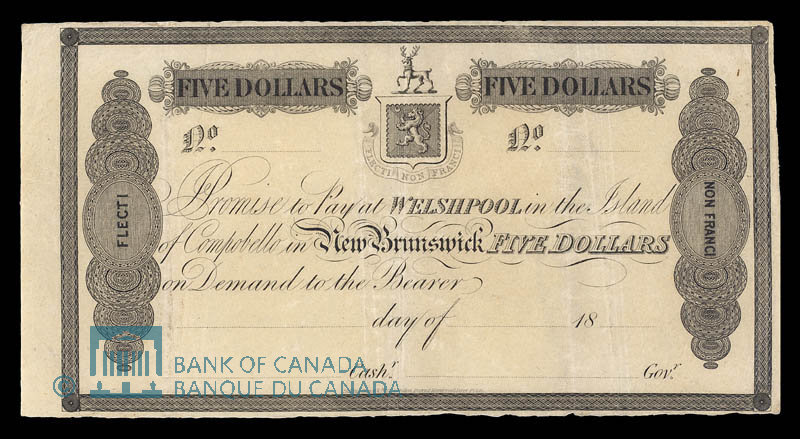 FIVE DOLLARS FIVE DOLLARS
No. No.
FLECTI NON FRANGI
FLECTI
NON FRANGI
Promise to Pay at WELSHPOOL in the Island
of Compobello in New Brunswick FIVE DOLLARS
on Demand to the Bearer
day of 18
Cashr. Govr.
© BANK OF CANADA
BANQUE DU CANADA